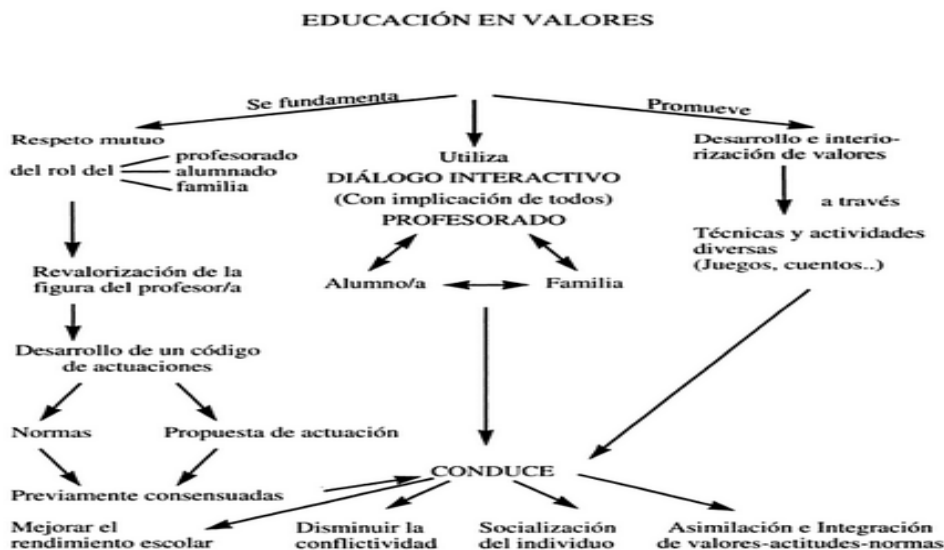 EDUCACIÓN EN VALORES
Se fundamenta
Promueve
Respeto mutuo
del rol del
profesorado
alumnado
familia
Revalorización de la
figura del profesor/a
Desarrollo de un código
de actuaciones
Normas
Propuesta de actuación
Previamente consensuadas
Utiliza
DIÁLOGO INTERACTIVO
(Con implicación de todos)
PROFESORADO
Alumno/a
Familia
Desarrollo e interio-
rización de valores
a través
Técnicas y actividades
diversas
(Juegos, cuentos..)
CONDUCE
Mejorar el
rendimiento escolar
Disminuir la
conflictividad
Socialización
del individuo
Asimilación e Integración
de valores-actitudes-normas